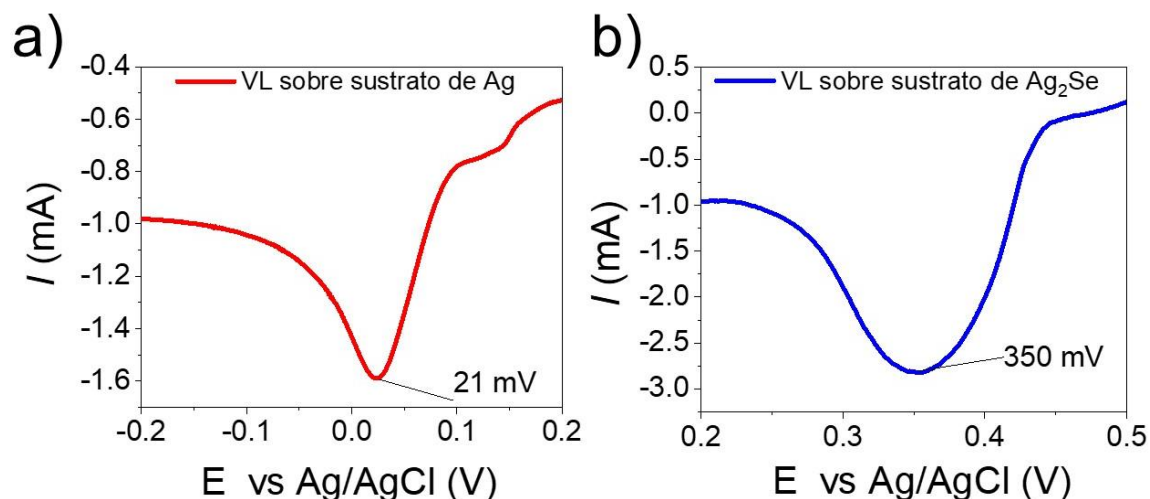 a)
VL sobre sustrato de Ag
-0.4
-0.6
-0.8
-1.0
-1.2
-1.4
-1.6
I (mA)
21 mV
-0.2
-0.1
0.0
0.1
0.2
E vs Ag/AgCl (V)
b)
VL sobre sustrato de Ag₂Se
0.5
0.0
-0.5
-1.0
-1.5
-2.0
-2.5
-3.0
I (mA)
350 mV
0.2
0.3
0.4
0.5
E vs Ag/AgCl (V)